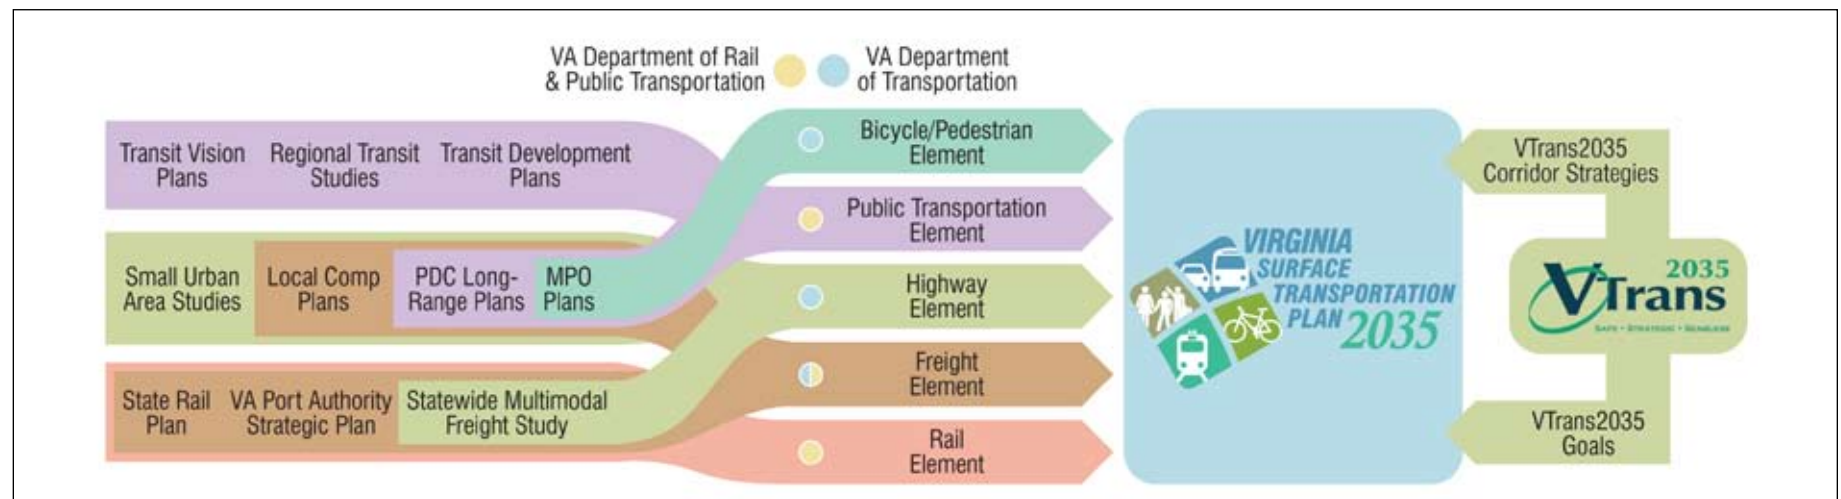 VA Department of Rail
& Public Transportation
VA Department
of Transportation
Transit Vision
Plans
Regional Transit
Studies
Transit Development
Plans
Small Urban
Area Studies
Local Comp
Plans
PDC Long-
Range Plans
MPO
Plans
State Rail
Plan
VA Port Authority
Strategic Plan
Statewide Multimodal
Freight Study
Bicycle/Pedestrian
Element
Public Transportation
Element
Highway
Element
Freight
Element
Rail
Element
VIRGINIA
SURFACE
TRANSPORTATION
PLAN 2035
VTrans2035
Corridor Strategies
2035
VTrans
SAFE • STRATEGIC • SEAMLESS
VTrans2035
Goals